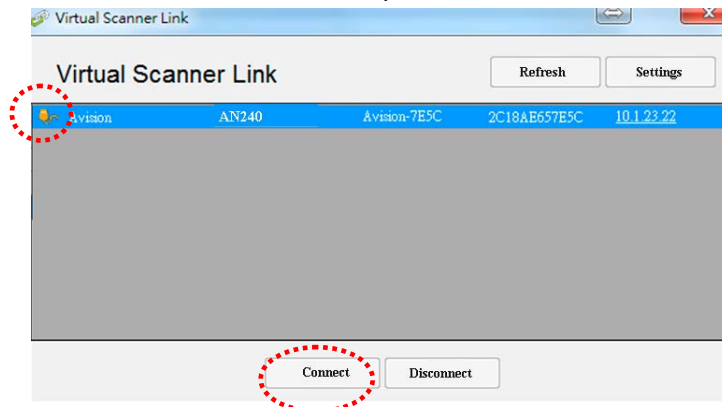 Virtual Scanner Link
Virtual Scanner Link Refresh Settings
Avision AN240 Avision-7E5C 2C18AE657E5C 10.1.23.22
Connect Disconnect